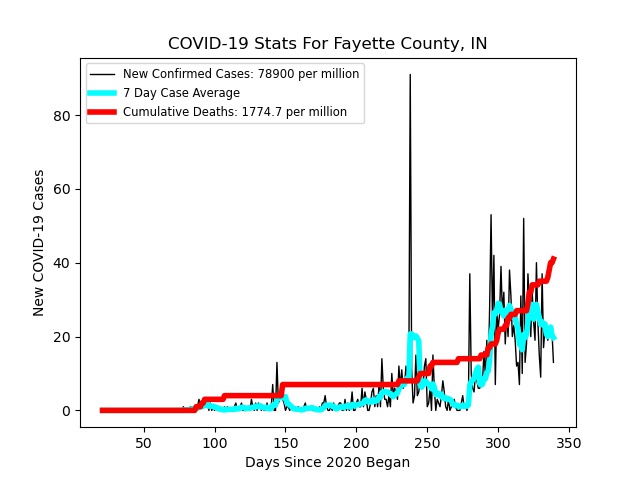 COVID-19 Stats For Fayette County, IN
New Confirmed Cases: 78900 per million
7 Day Case Average
Cumulative Deaths: 1774.7 per million
New COVID-19 Cases
80
60
40
20
0
50
100
150
200
250
300
350
Days Since 2020 Began